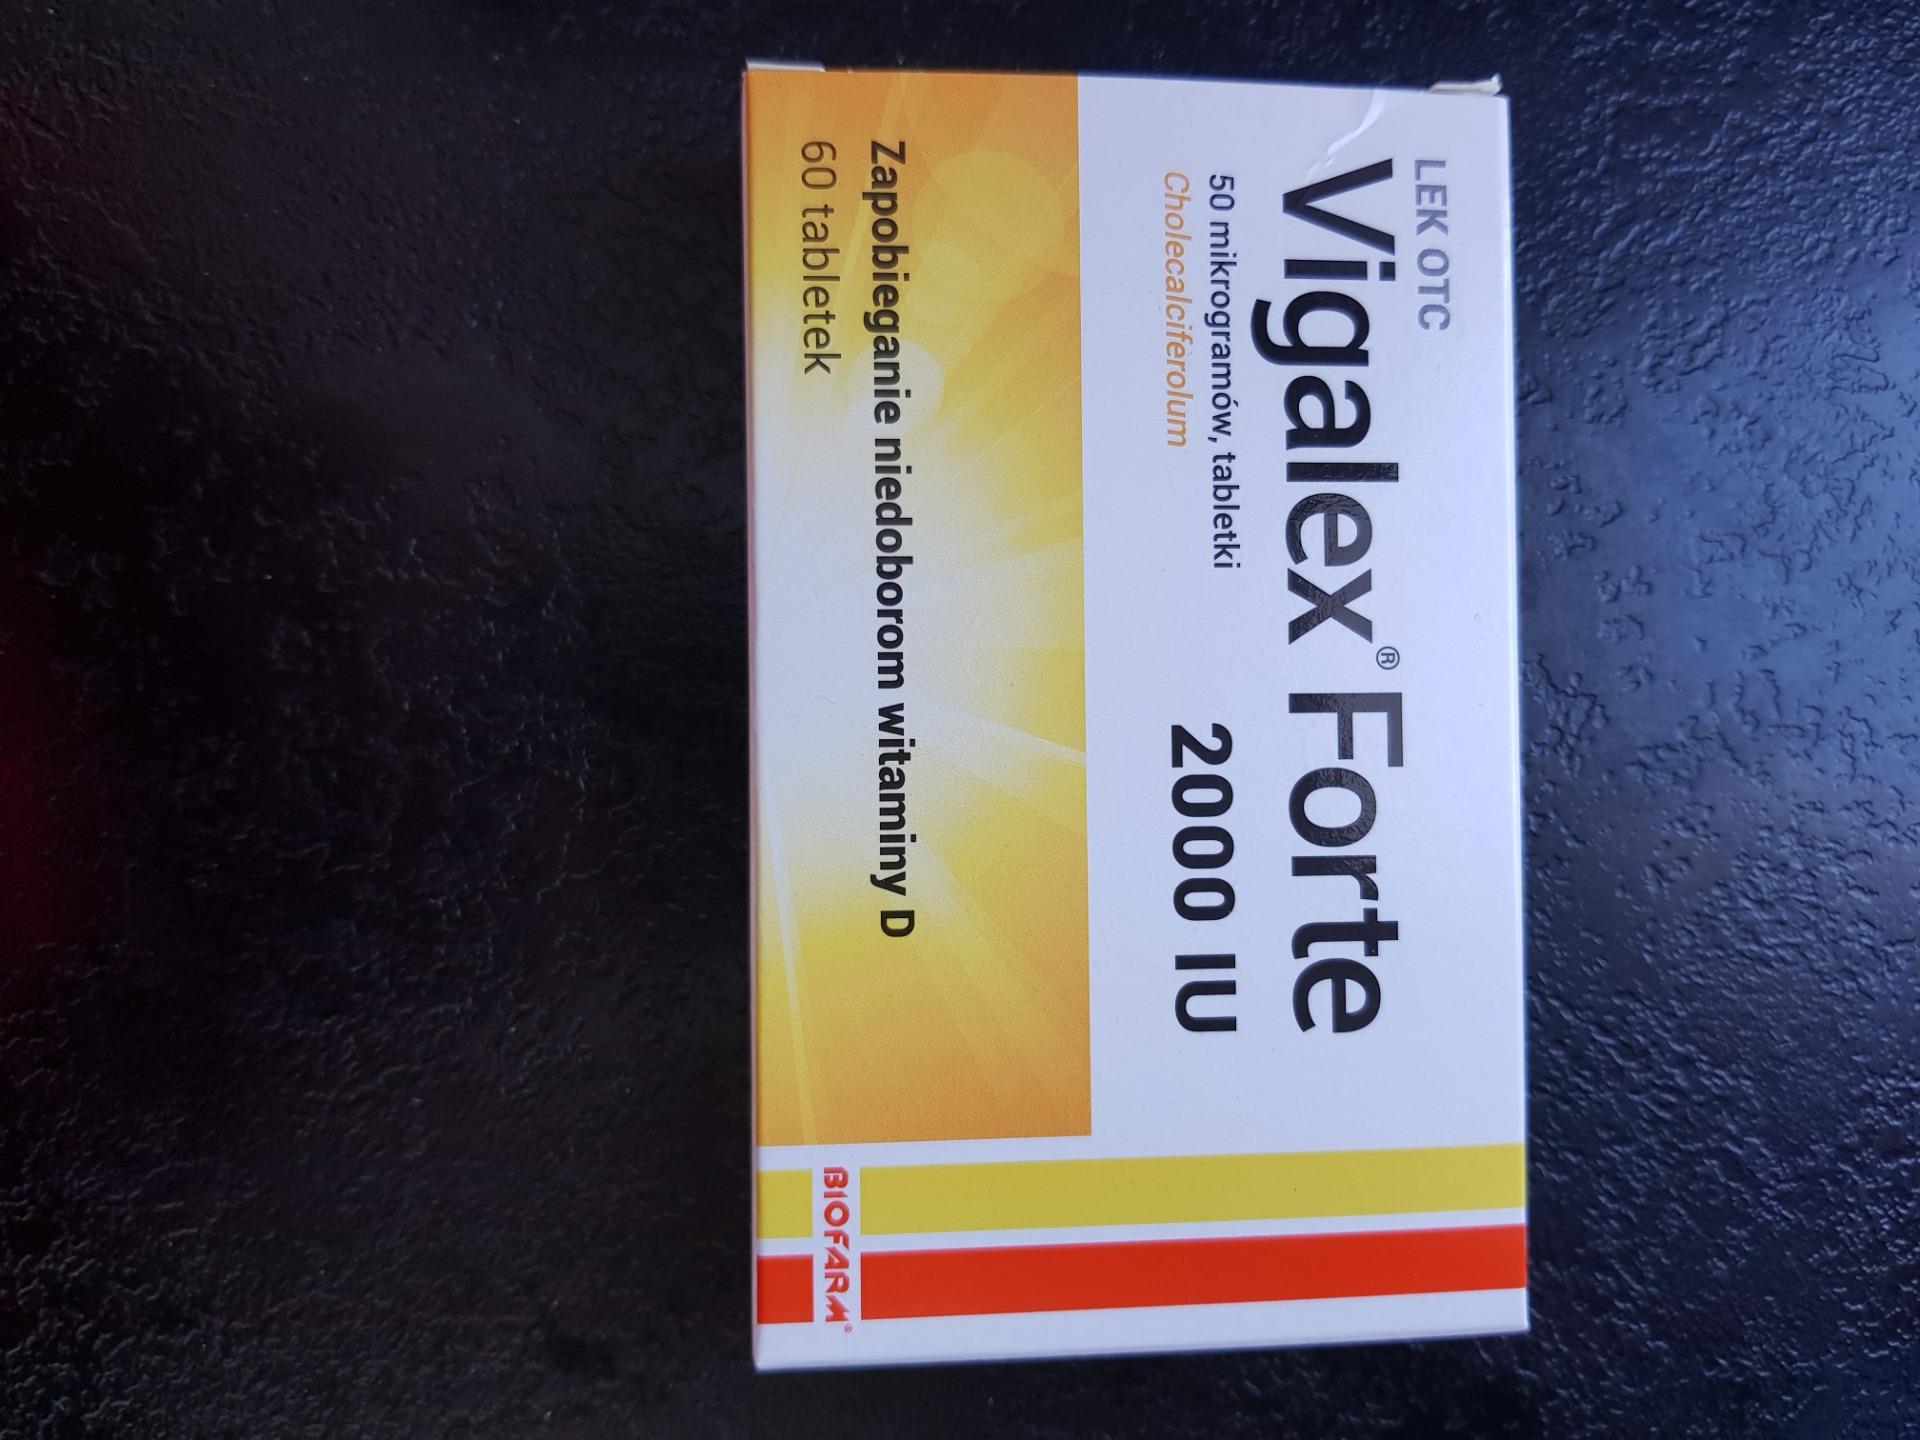 LEK OTC
Vigalex® Forte
50 mikrogramów, tabletki
2000 IU
Cholecalciferolum
Zapobieganie niedoborom witaminy D
60 tabletek
BIOFARM®